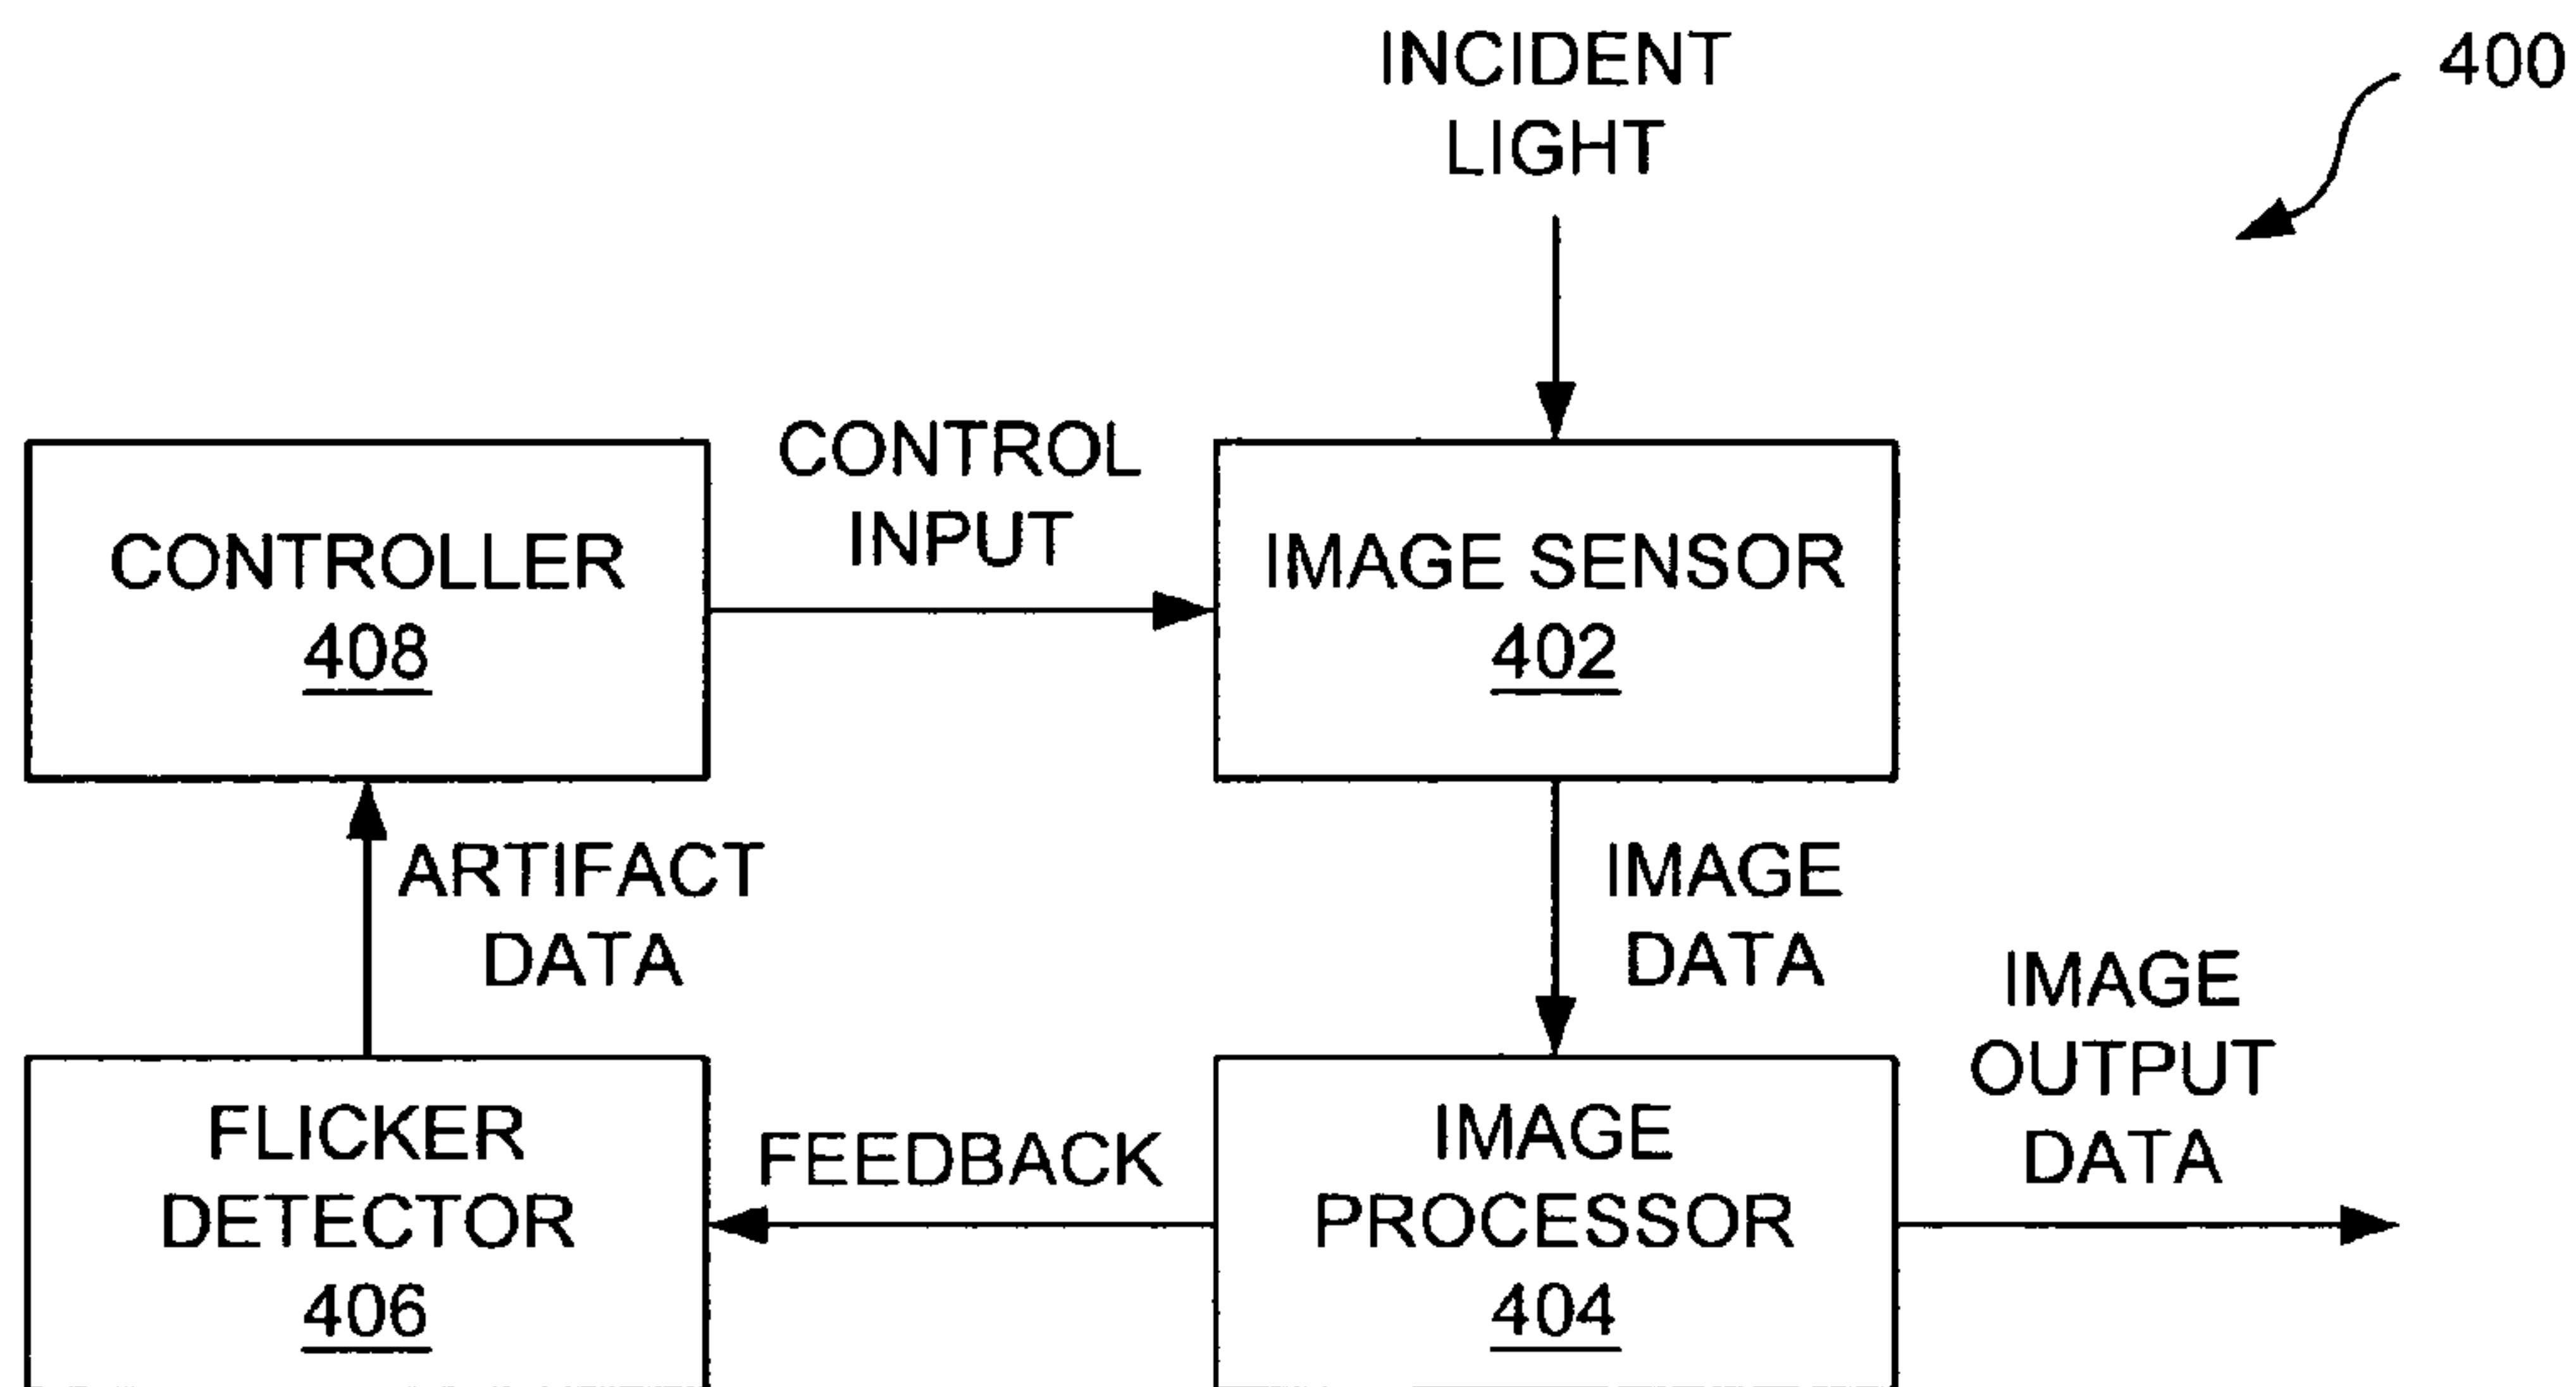 INCIDENT
LIGHT
400
CONTROLLER
408
CONTROL
INPUT
IMAGE SENSOR
402
ARTIFACT
DATA
IMAGE
DATA
FLICKER
DETECTOR
406
FEEDBACK
IMAGE
PROCESSOR
404
IMAGE
OUTPUT
DATA